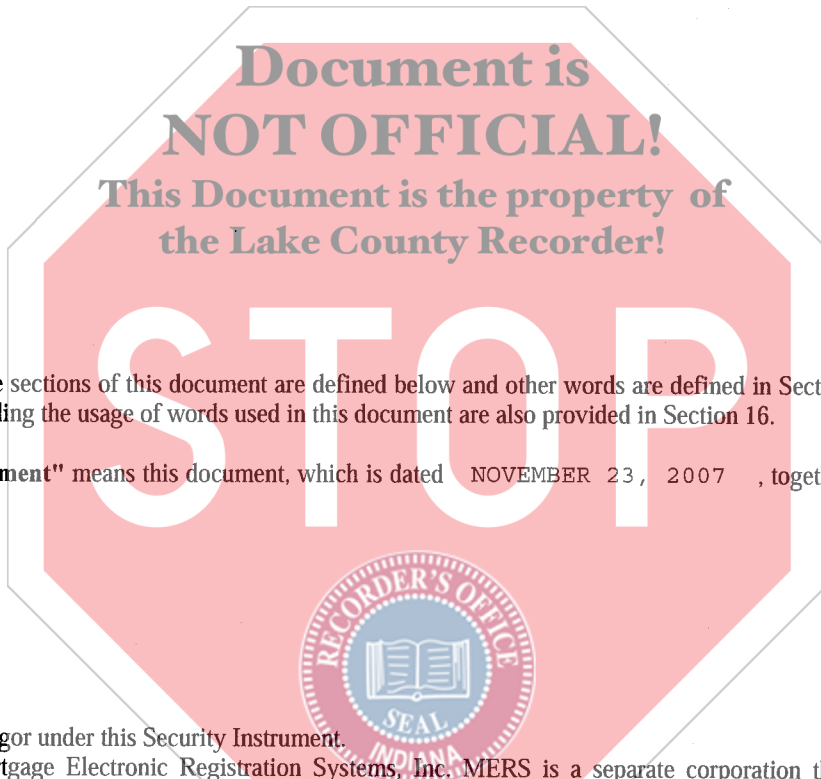 Document is
NOT OFFICIAL!
This Document is the property of
the Lake County Recorder!
STOP
sections of this document are defined below and other words are defined in Sect
ing the usage of words used in this document are also provided in Section 16.
ment" means this document, which is dated NOVEMBER 23, 2007 , toget
RECORDER'S OFFICE
SEAL
INDIANA
gor under this Security Instrument.
tgage Electronic Registration Systems, Inc. MERS is a separate corporation th